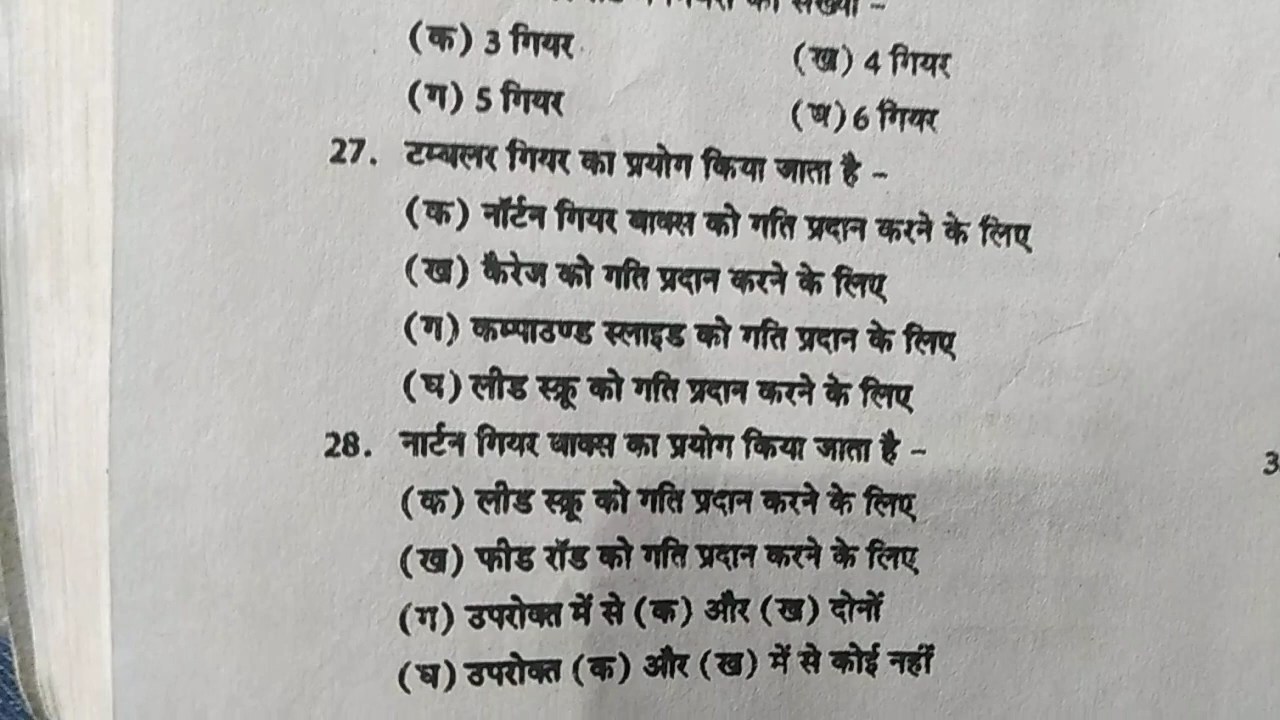 की संख्या –
(क) 3 गियर
(ख) 4 गियर
(ग) 5 गियर
(घ) 6 गियर
27. टम्बलर गियर का प्रयोग किया जाता है –
(क) नॉर्टन गियर बाक्स को गति प्रदान करने के लिए
(ख) कैरेज को गति प्रदान करने के लिए
(ग) कम्पाउण्ड स्लाइड को गति प्रदान के लिए
(घ) लीड स्क्रू को गति प्रदान करने के लिए
28. नार्टन गियर बाक्स का प्रयोग किया जाता है –
(क) लीड स्क्रू को गति प्रदान करने के लिए
(ख) फीड रॉड को गति प्रदान करने के लिए
(ग) उपरोक्त में से (क) और (ख) दोनों
(घ) उपरोक्त (क) और (ख) में से कोई नहीं
3